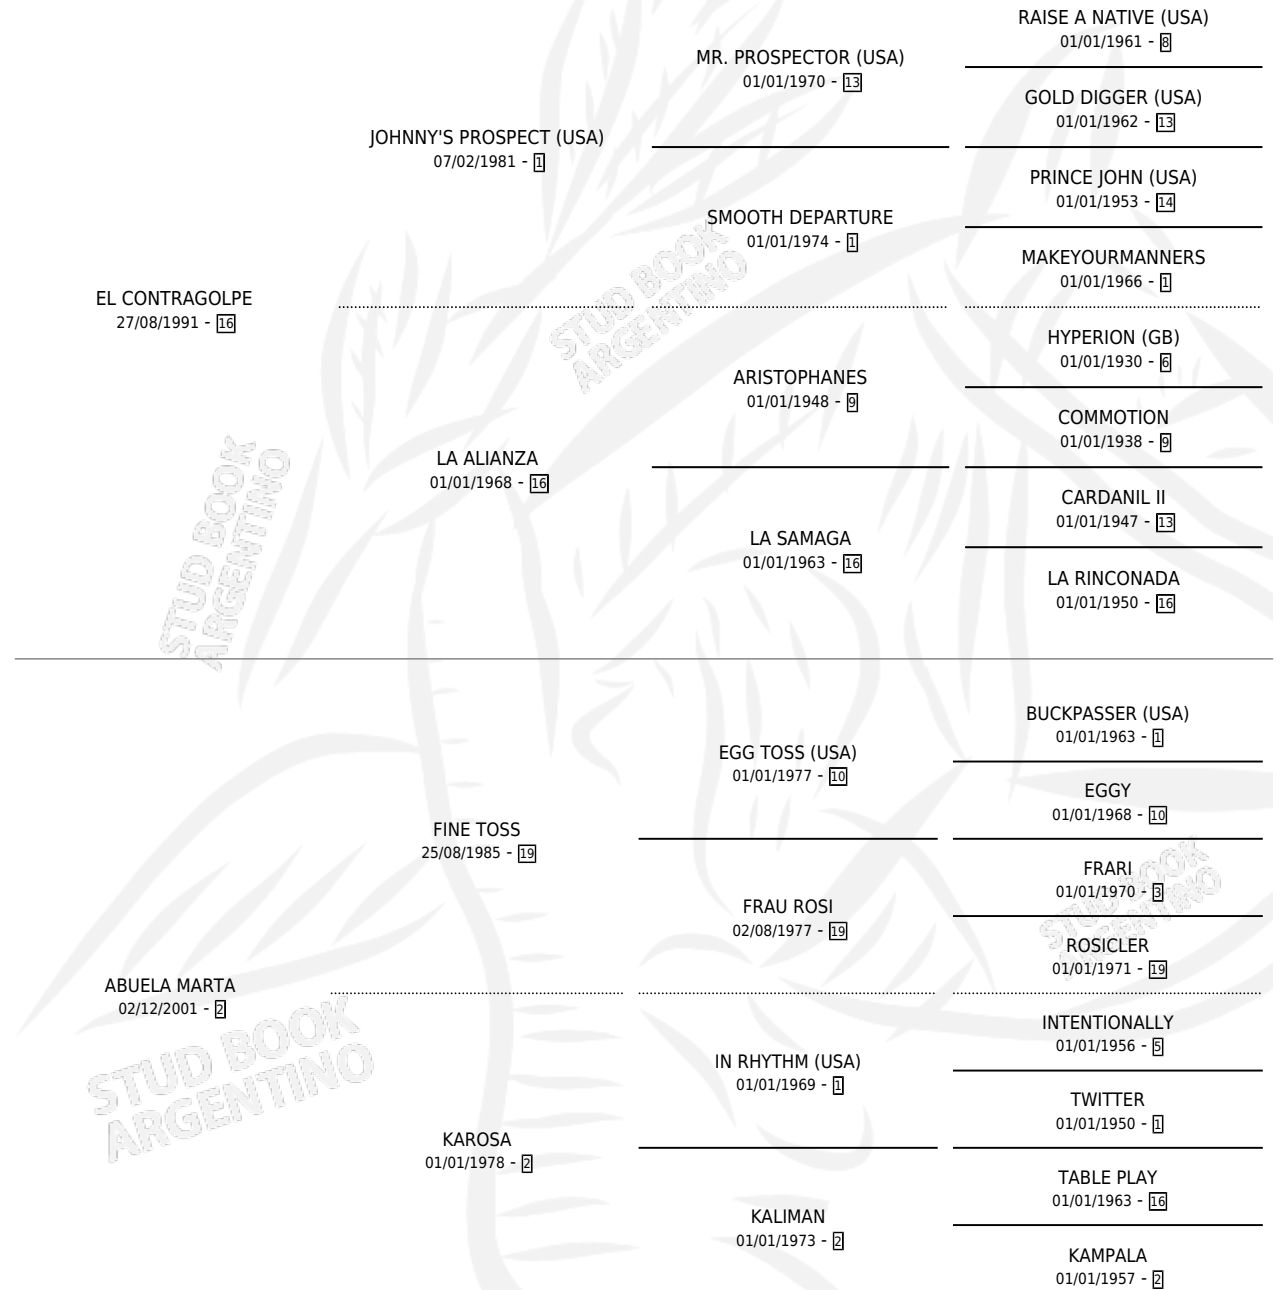 RAISE A NATIVE (USA)
01/01/1961 - 8
MR. PROSPECTOR (USA)
01/01/1970 - 13
GOLD DIGGER (USA)
01/01/1962 - 13
JOHNNY'S PROSPECT (USA)
07/02/1981 - 1
PRINCE JOHN (USA)
01/01/1953 - 14
SMOOTH DEPARTURE
01/01/1974 - 1
MAKEYOURMANNERS
01/01/1966 - 1
EL CONTRAGOLPE
27/08/1991 - 16
HYPERION (GB)
01/01/1930 - 6
ARISTOPHANES
01/01/1948 - 9
COMMOTION
01/01/1938 - 9
LA ALIANZA
01/01/1968 - 16
CARDANIL II
01/01/1947 - 13
LA SAMAGA
01/01/1963 - 16
LA RINCONADA
01/01/1950 - 16
BUCKPASSER (USA)
01/01/1963 - 1
EGG TOSS (USA)
01/01/1977 - 10
EGGY
01/01/1968 - 10
FINE TOSS
25/08/1985 - 19
FRARI
01/01/1970 - 3
FRAU ROSI
02/08/1977 - 19
ROSICLER
01/01/1971 - 19
ABUELA MARTA
02/12/2001 - 2
INTENTIONALLY
01/01/1956 - 5
IN RHYTHM (USA)
01/01/1969 - 1
TWITTER
01/01/1950 - 1
KAROSA
01/01/1978 - 2
TABLE PLAY
01/01/1963 - 16
KALIMAN
01/01/1973 - 2
KAMPALA
01/01/1957 - 2
STUD BOOK
ARGENTINO
STUD BOOK
ARGENTINO
STUD BOOK
ARGENTINO
STUD BOOK
ARGENTINO